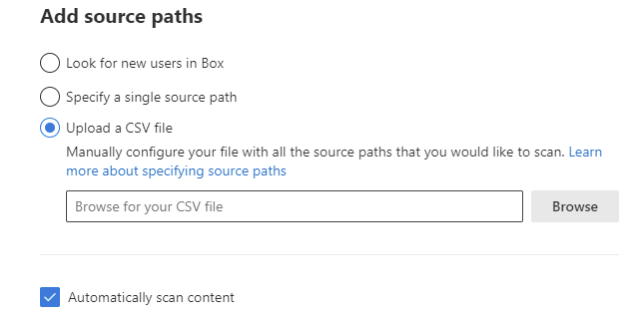 Add source paths
Look for new users in Box
Specify a single source path
Upload a CSV file
Manually configure your file with all the source paths that you would like to scan. Learn
more about specifying source paths
Browse for your CSV file
Browse
Automatically scan content